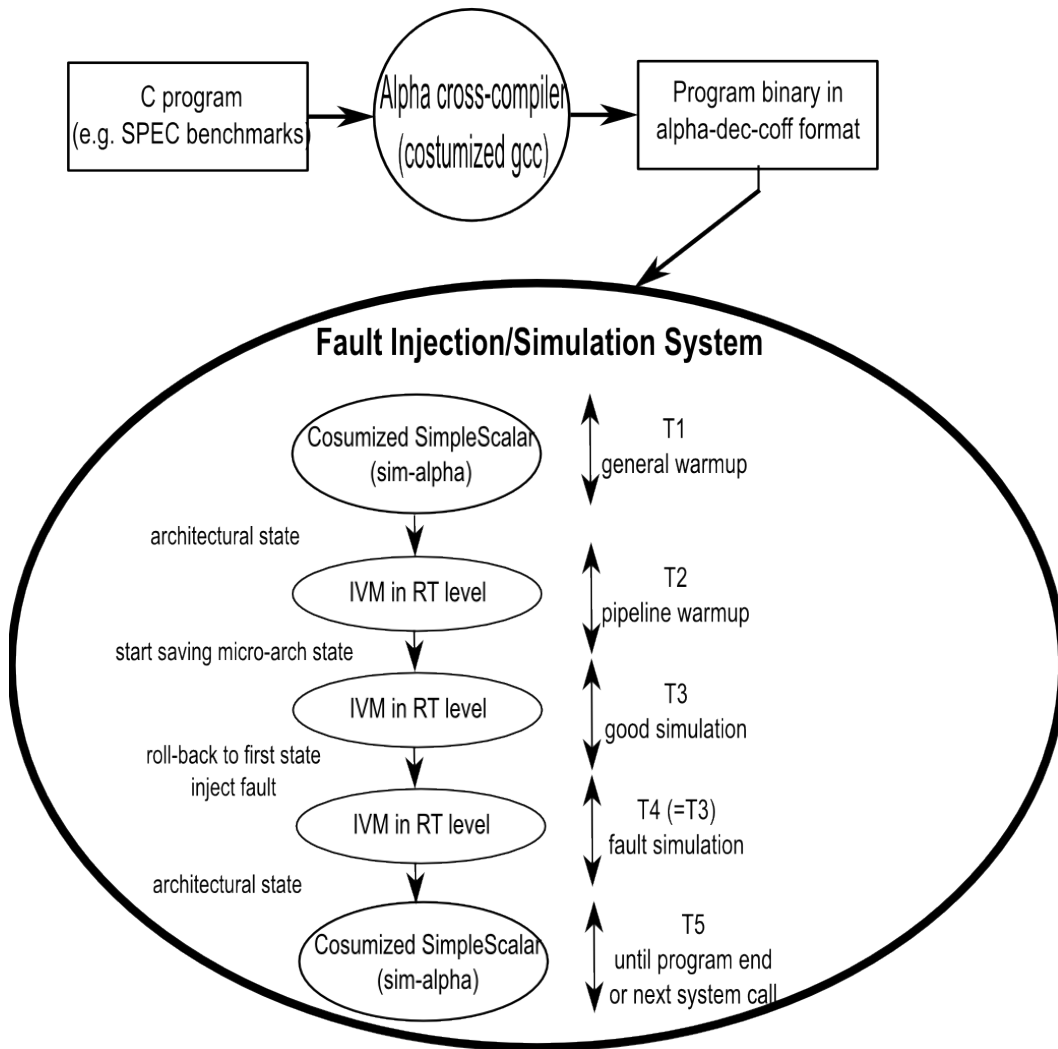 C program
(e.g. SPEC benchmarks)
Alpha cross-compiler
(costumized gcc)
Program binary in
alpha-dec-coff format
Fault Injection/Simulation System
Cosumized SimpleScalar
(sim-alpha)
T1
general warmup
architectural state
IVM in RT level
T2
pipeline warmup
start saving micro-arch state
IVM in RT level
T3
good simulation
roll-back to first state
inject fault
IVM in RT level
T4 (=T3)
fault simulation
architectural state
Cosumized SimpleScalar
(sim-alpha)
T5
until program end
or next system call